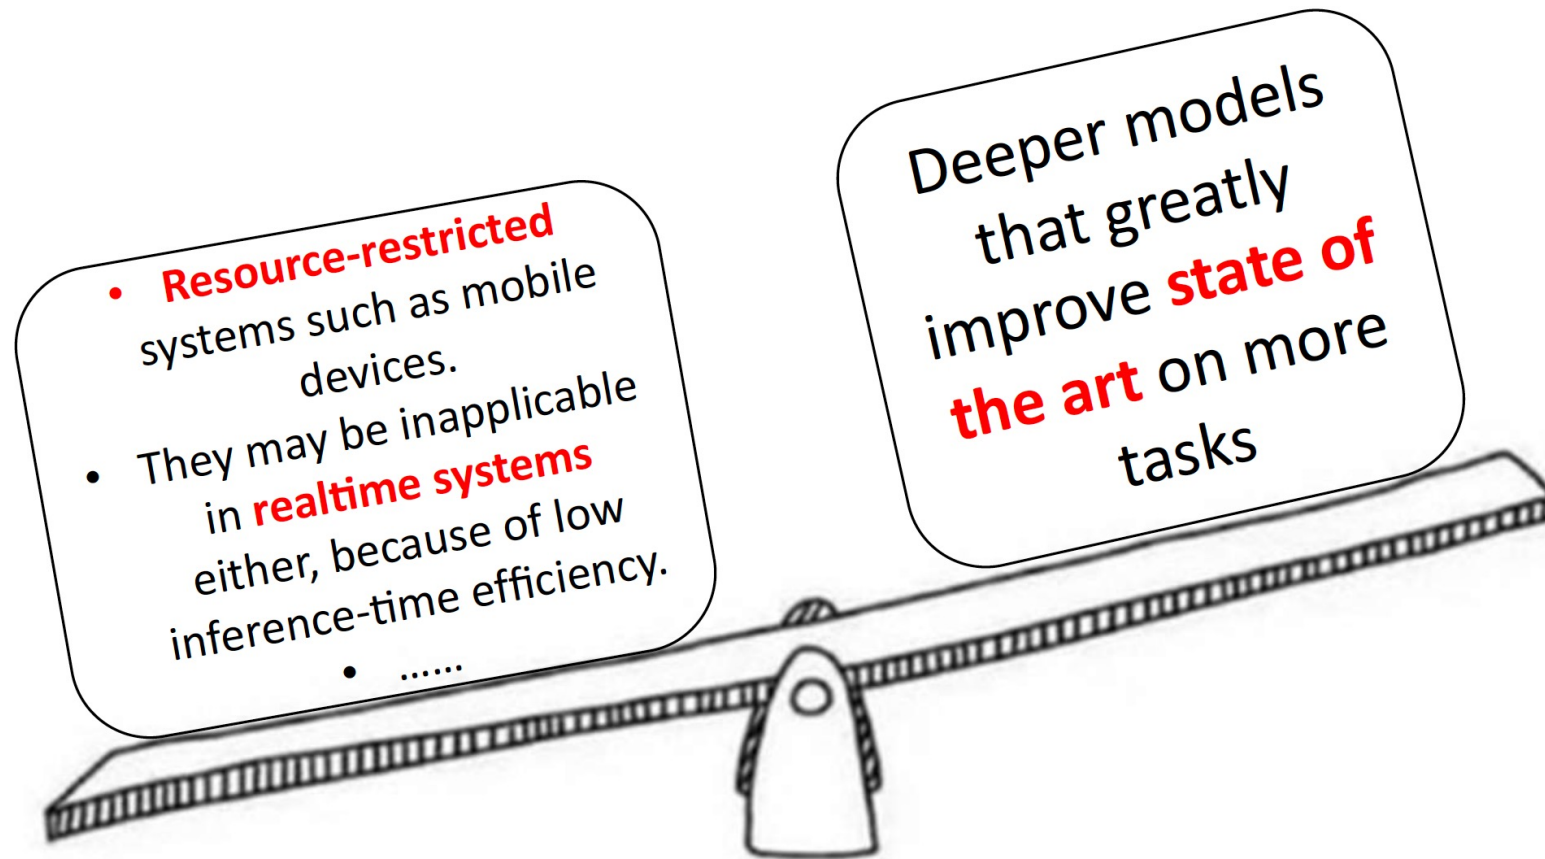 • Resource-restricted
systems such as mobile
devices.
• They may be inapplicable
in realtime systems
either, because of low
inference-time efficiency.
• ......
Deeper models
that greatly
improve state of
the art on more
tasks